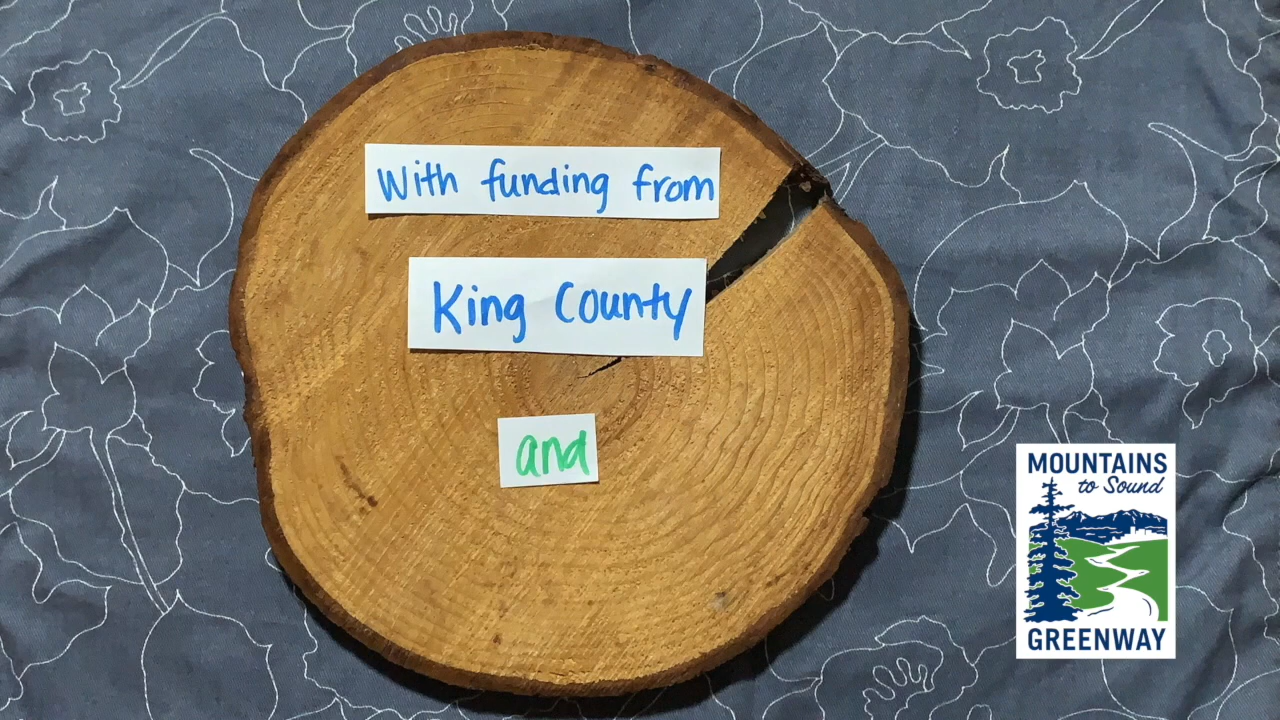 With funding from
King County
and
MOUNTAINS
to Sound
GREENWAY